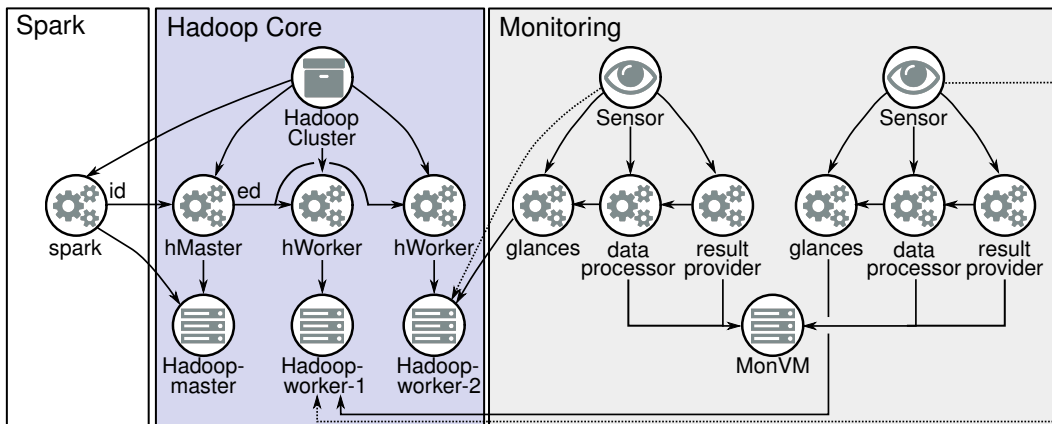 Spark
Hadoop Core
Monitoring
Hadoop
Cluster
Sensor
Sensor
id
ed
spark
hMaster
hWorker
hWorker
glances
data
processor
result
provider
glances
data
processor
result
provider
Hadoop-
master
Hadoop-
worker-1
Hadoop-
worker-2
MonVM